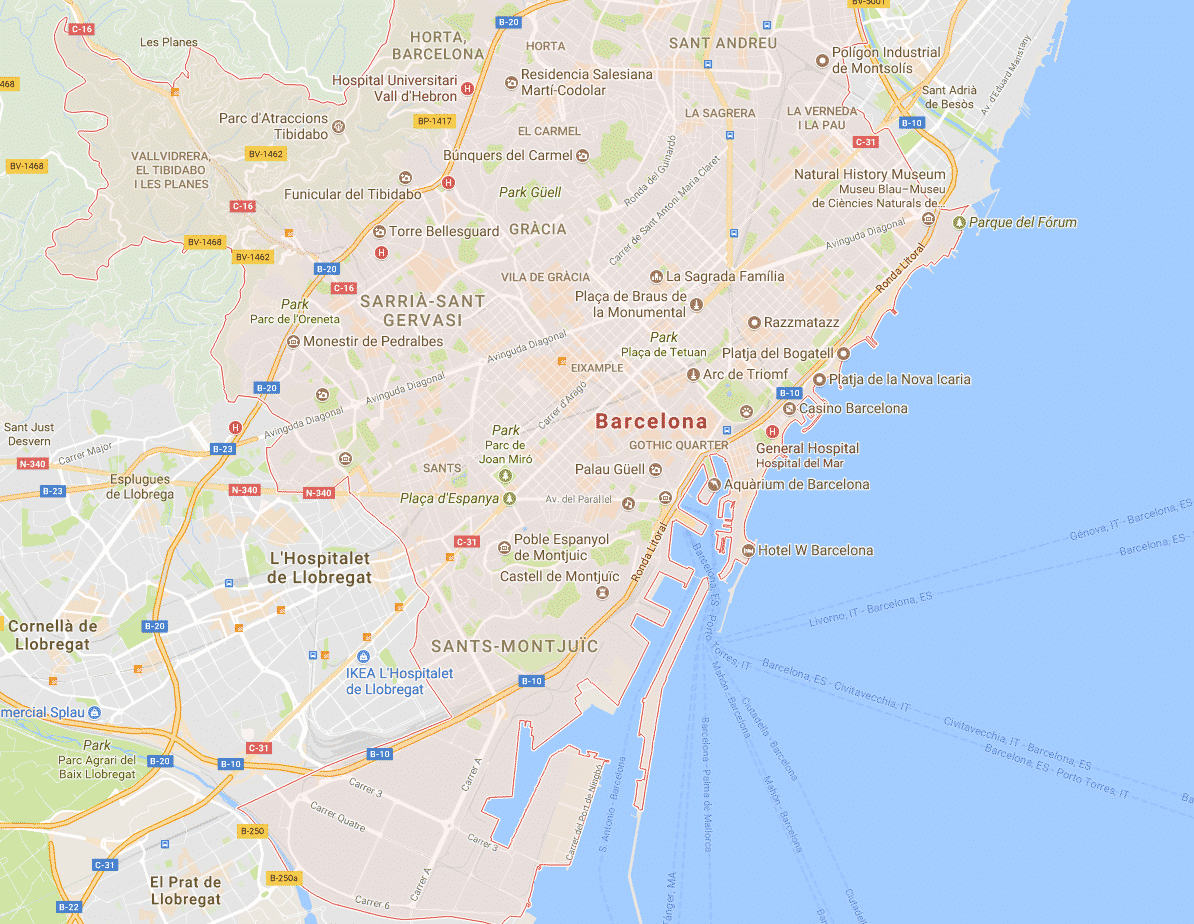 C-16
Les Planes
B-20
HORTA,
BARCELONA
HORTA
SANT ANDREU
BV-5001
Polígon Industrial
de Montsolís
Av. d'Eduard Maristany
Sant Adrià
de Besòs
468
Hospital Universitari
Vall d'Hebron
H
Residencia Salesiana
Martí-Codolar
BP-1417
EL CARMEL
LA SAGRERA
LA VERNEDA
I LA PAU
B-10
C-31
Parc d'Atraccions
Tibidabo
BV-1462
BV-1468
VALLVIDRERA,
EL TIBIDABO
I LES PLANES
Búnquers del Carmel
Ronda del Guinardó
Carrer de Sant Antoni Maria Claret
Natural History Museum
Museu Blau-Museu
de Ciències Naturals de...
Funicular del Tibidabo
H
Park Güell
C-16
Parque del Fórum
Torre Bellesguard
GRÀCIA
Avinguda Diagonal
BV-1468
BV-1462
H
B-20
C-16
VILA DE GRÀCIA
La Sagrada Família
Ronda Litoral
SARRIÀ-SANT
GERVASI
Plaça de Braus de
la Monumental
Park
Parc de l'Oreneta
Razzmatazz
Monestir de Pedralbes
Avinguda Diagonal
Park
Plaça de Tetuan
Platja del Bogatell
EIXAMPLE
Arc de Triomf
Platja de la Nova Icaria
B-20
Avinguda Diagonal
Carrer d'Aragó
B-10
Casino Barcelona
Avinguda Diagonal
Barcelona
Sant Just
Desvern
H
Park
Parc de
Joan Miró
GOTHIC QUARTER
H
General Hospital
Hospital del Mar
Carrer Major
B-23
N-340
SANTS
Palau Güell
Aquàrium de Barcelona
B-23
Esplugues
de Llobrega
N-340
N-340
Plaça d'Espanya
Av. del Parallel
C-31
Poble Espanyol
de Montjuic
Ronda Litoral
Hotel W Barcelona
Gènova, IT - Barcelona, ES
Barcelona, ES -
L'Hospitalet
de Llobregat
Castell de Montjuïc
Barcelona, ES - Porto Torres, IT
Livorno, IT - Barcelona, ES
Cornellà de
Llobregat
B-20
SANTS-MONTJUÏC
IKEA L'Hospitalet
de Llobregat
B-10
Barcelona, ES - Civitavecchia, IT
Mahón - Barcelona
Ciutadella - Barcelona
mercial Splau
Civitavecchia, IT - Barcelona, ES
Barcelona, ES - Porto Torres, IT
Barcelona - Palma de Mallorca
Park
Parc Agrari del
Baix Llobregat
C-31
B-20
B-10
B-10
Carrer A
Carrer 3
S. Antonio - Barcelona
Mahón - Barcelona
Carrer Quatre
Carrer del Port de Ningbó
B-250
Carrer 3
C-31
El Prat de
Llobregat
B-250a
Carrer A
Carrer 6
B-22
Tánger, MA
Ciutade